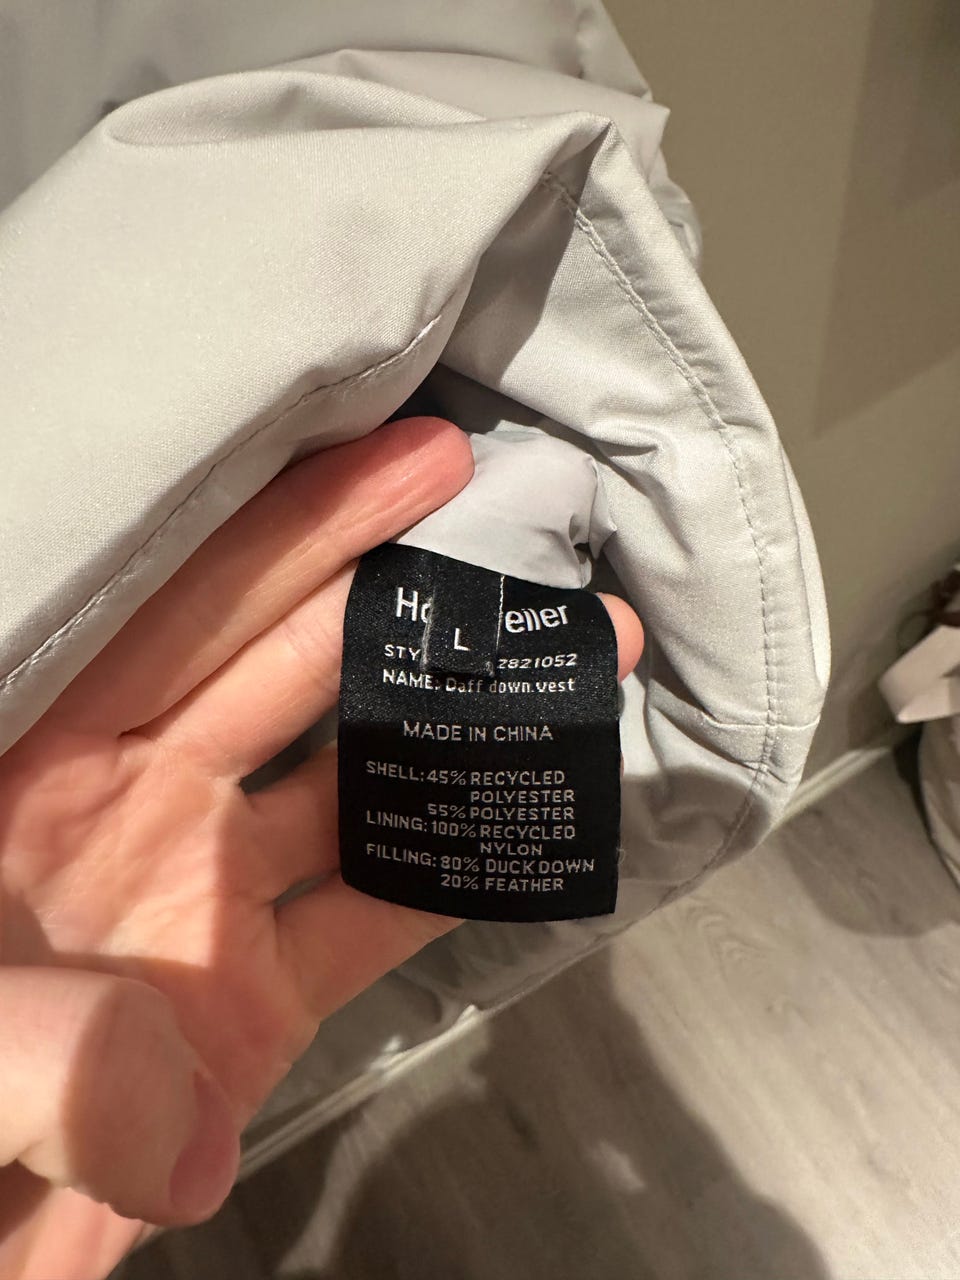 L
2821052
NAME: Daff down vest
MADE IN CHINA
SHELL: 45% RECYCLED
POLYESTER
55% POLYESTER
LINING: 100% RECYCLED
NYLON
FILLING: 80% DUCK DOWN
20% FEATHER